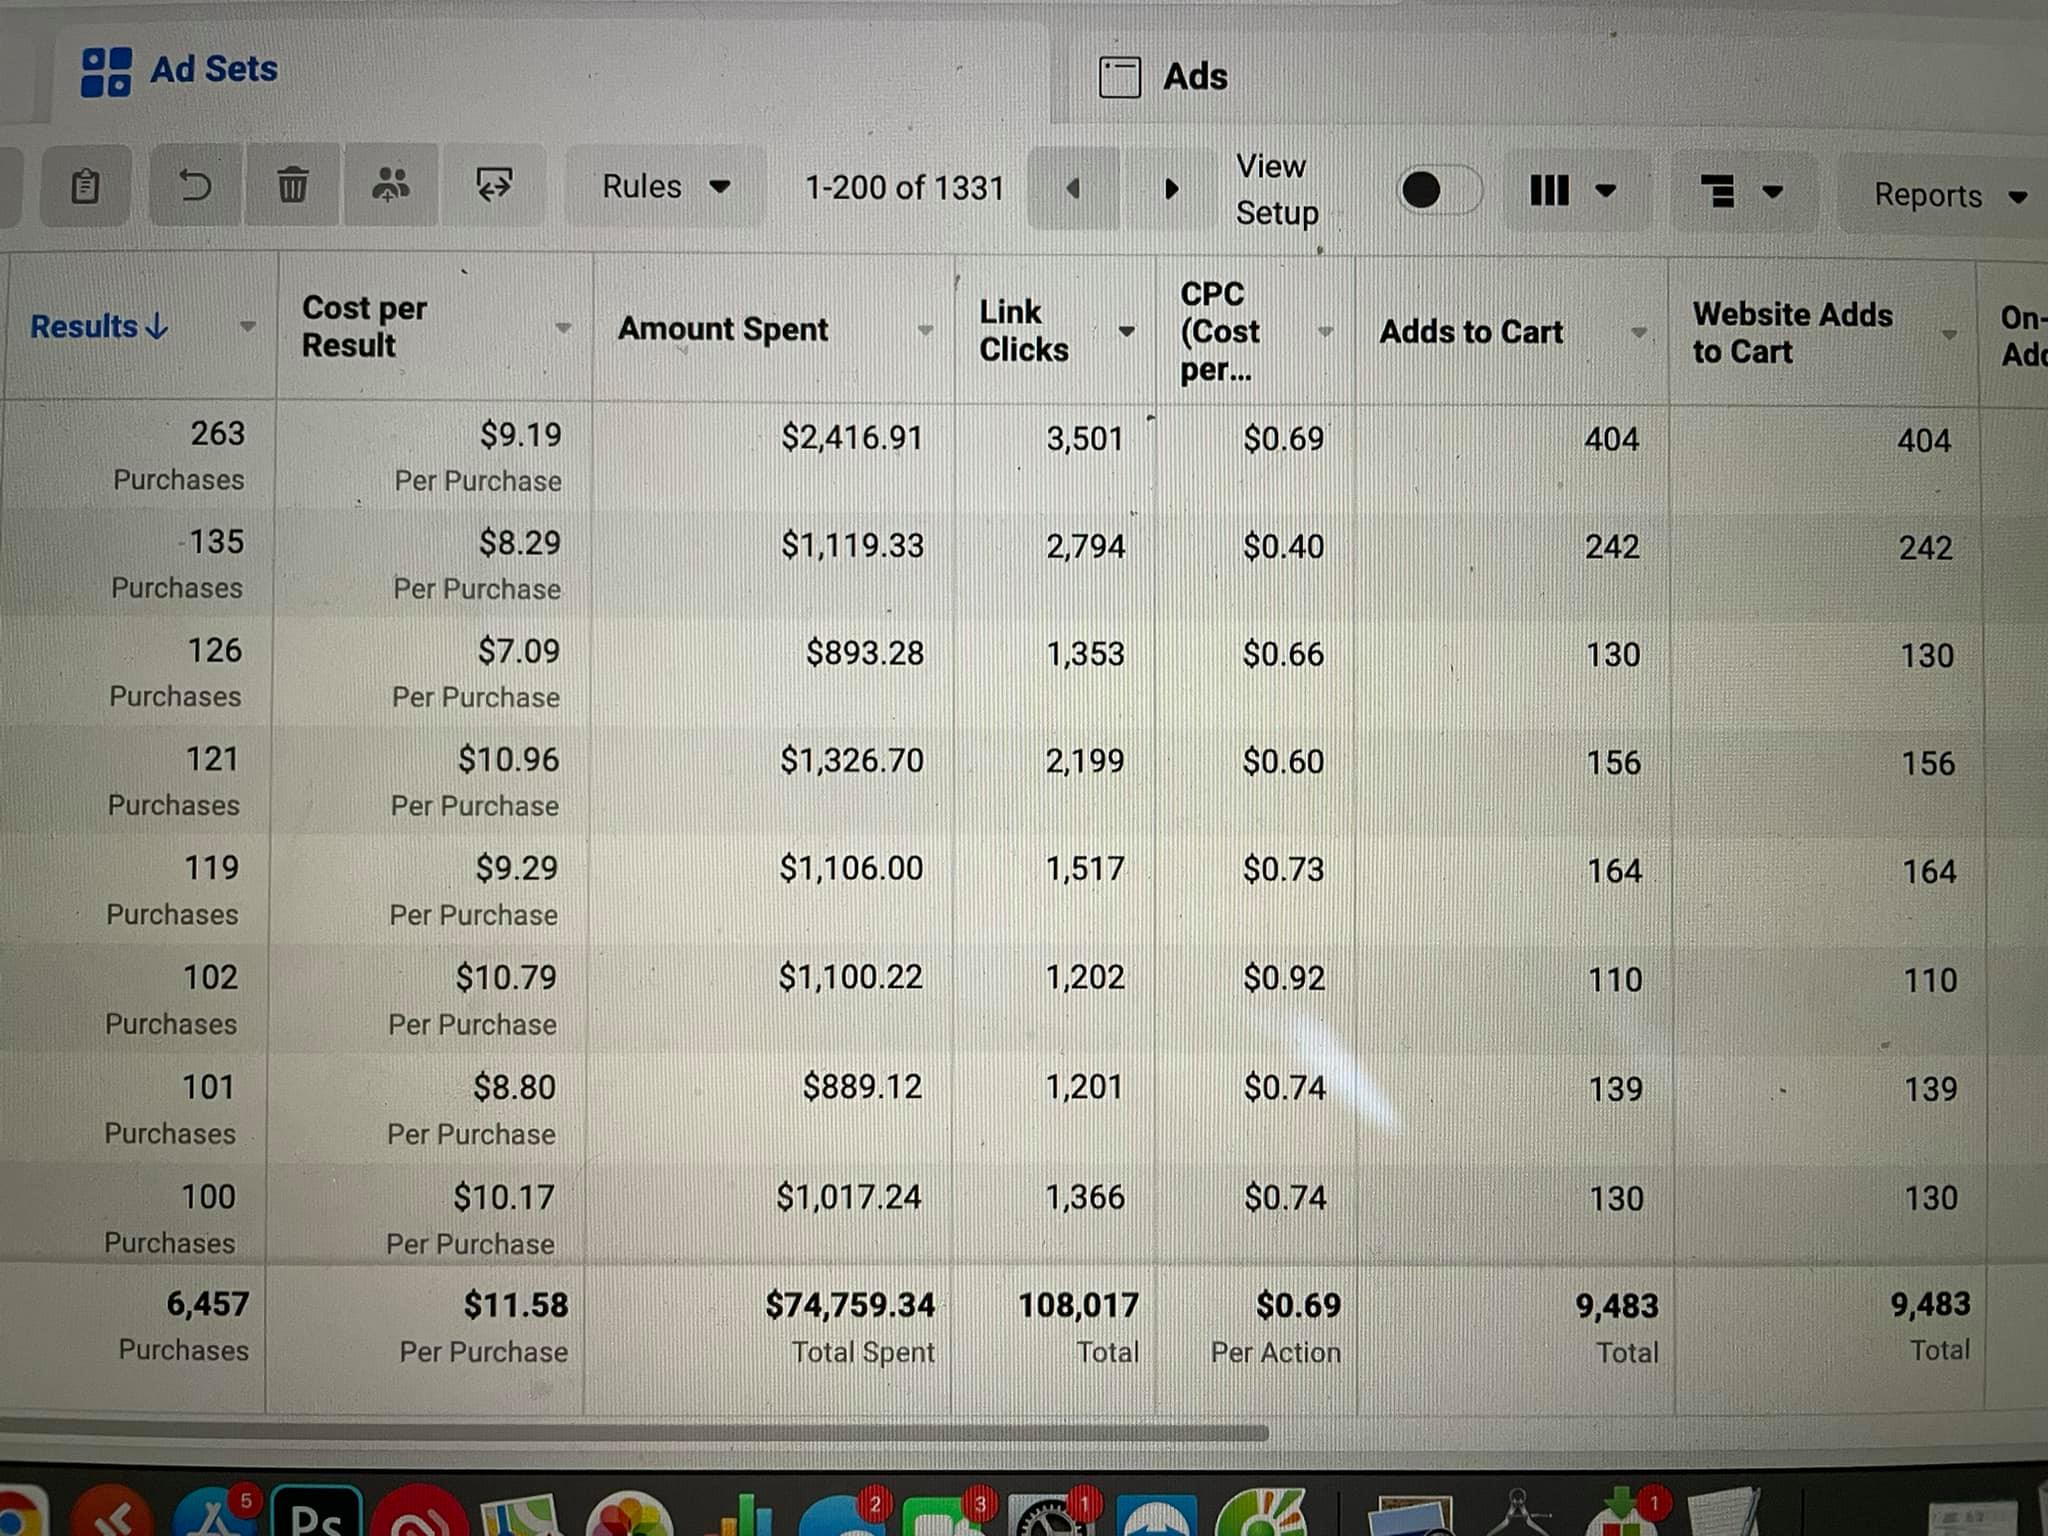 Ad Sets
Ads
Rules
1-200 of 1331
View
Setup
Reports
Results↓
Cost per
Result
Amount Spent
Link
Clicks
CPC
(Cost
per...
Adds to Cart
Website Adds
to Cart
On-
263 $9.19 $2,416.91 3,501 $0.69 404 404
Purchases Per Purchase
135 $8.29 $1,119.33 2,794 $0.40 242 242
Purchases Per Purchase
126 $7.09 $893.28 1,353 $0.66 130 130
Purchases Per Purchase
121 $10.96 $1,326.70 2,199 $0.60 156 156
Purchases Per Purchase
119 $9.29 $1,106.00 1,517 $0.73 164 164
Purchases Per Purchase
102 $10.79 $1,100.22 1,202 $0.92 110 110
Purchases Per Purchase
101 $8.80 $889.12 1,201 $0.74 139 139
Purchases Per Purchase
100 $10.17 $1,017.24 1,366 $0.74 130 130
Purchases Per Purchase
6,457 $11.58 $74,759.34 108,017 $0.69 9,483 9,483
Purchases Per Purchase Total Spent Total Per Action Total Total
5
Ps
2
3
1
1